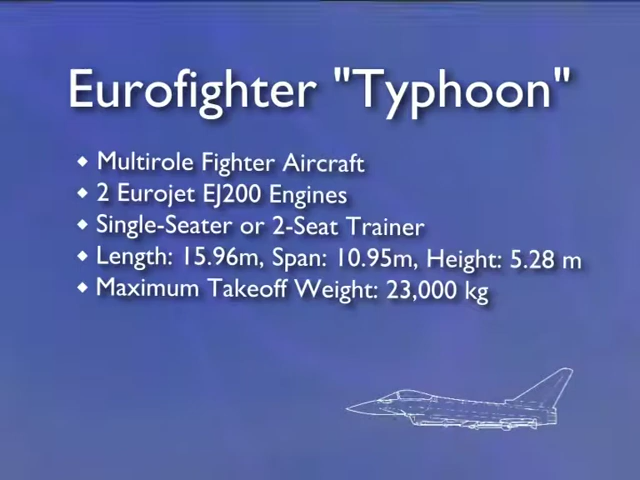 Eurofighter "Typhoon"
◆ Multirole Fighter Aircraft
◆ 2 Eurojet EJ200 Engines
◆ Single-Seater or 2-Seat Trainer
◆ Length: 15.96m, Span: 10.95m, Height: 5.28 m
◆ Maximum Takeoff Weight: 23,000 kg